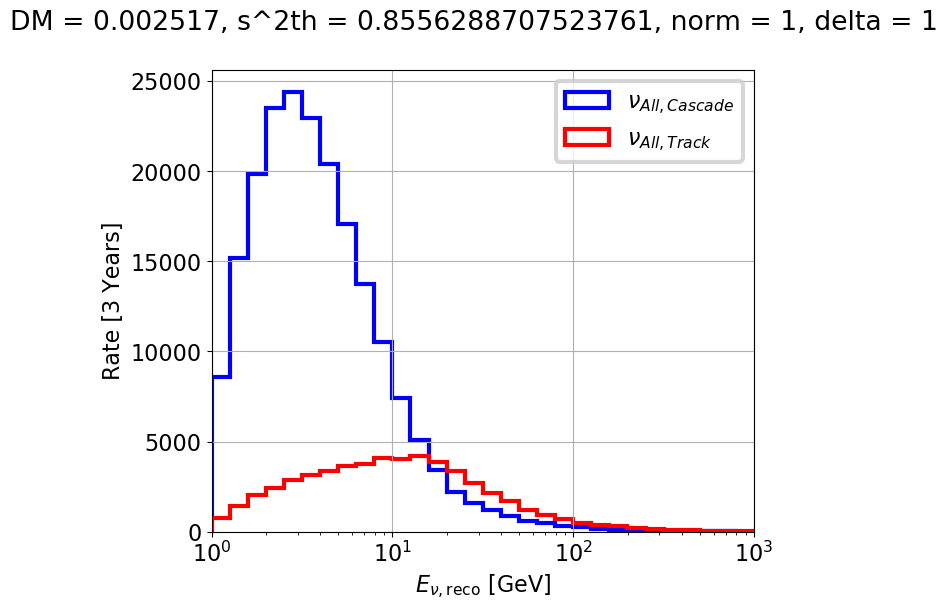 DM = 0.002517, s^2th = 0.8556288707523761, norm = 1, delta = 1
25000
20000
15000
10000
5000
0
Rate [3 Years]
ν_{All, Cascade}
ν_{All, Track}
10^0
10^1
10^2
10^3
E_{ν, reco} [GeV]